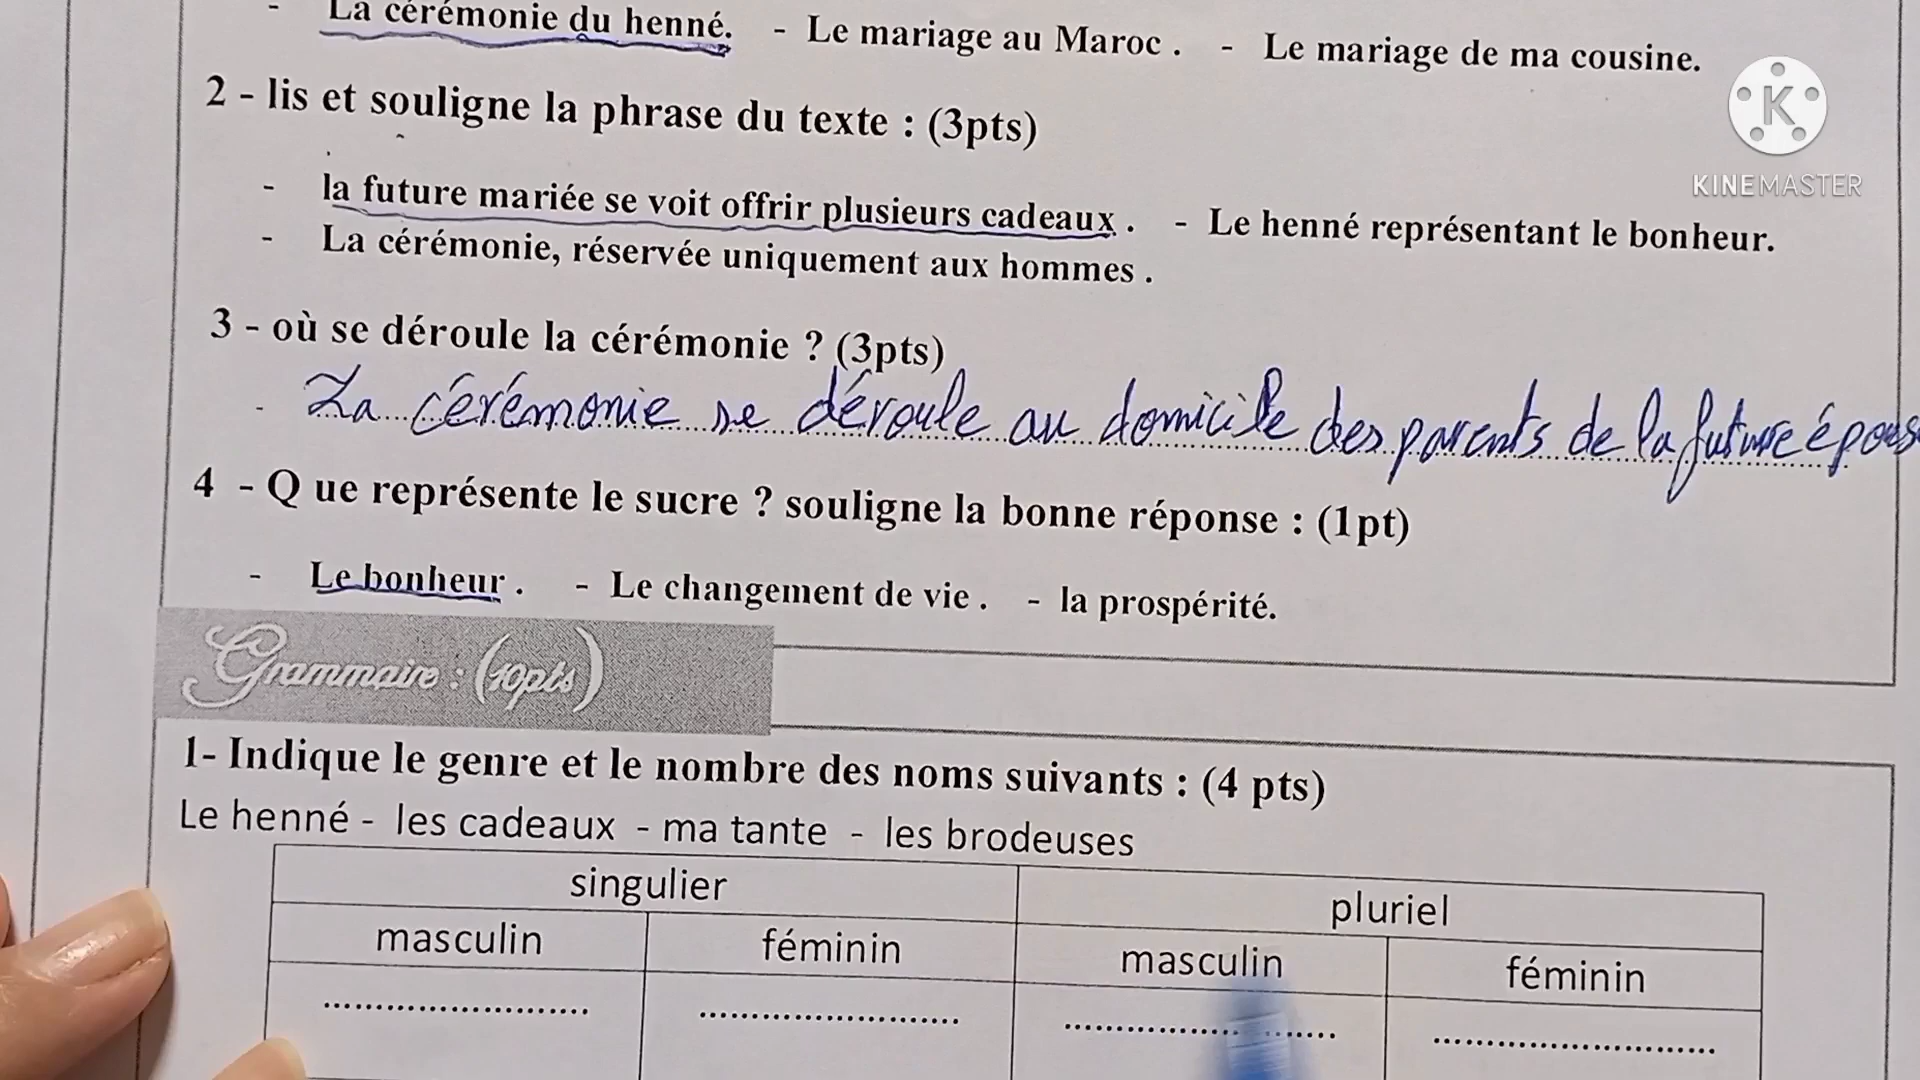 - La cérémonie du henné. - Le mariage au Maroc . - Le mariage de ma cousine.
2 - lis et souligne la phrase du texte : (3pts)
- la future mariée se voit offrir plusieurs cadeaux . - Le henné représentant le bonheur.
- La cérémonie, réservée uniquement aux hommes .
3 - où se déroule la cérémonie ? (3pts)
- La cérémonie se déroule au domicile des parents de la future épous
4 - Q ue représente le sucre ? souligne la bonne réponse : (1pt)
- Le bonheur . - Le changement de vie . - la prospérité.
Grammaire : (10pts)
1- Indique le genre et le nombre des noms suivants : (4 pts)
Le henné - les cadeaux - ma tante - les brodeuses
singulier pluriel
masculin féminin masculin féminin
KINEMASTER